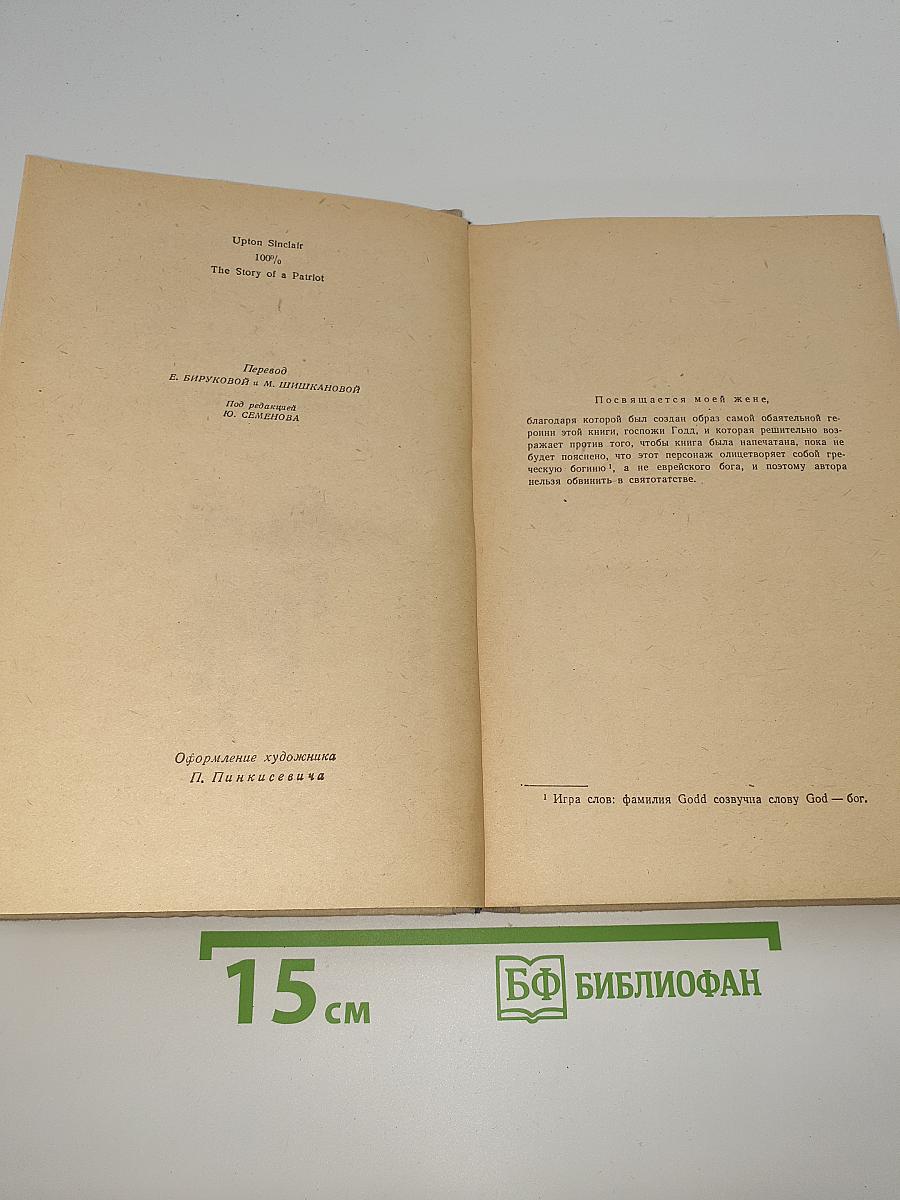 Upton Sinclair
100%
The Story of a Patriot
Перевод
Е. БИРУКОВОЙ и М. ШИШКАНОВОЙ
Под редакцией
Ю. СЕМЕНОВА
Оформление художника
П. Пинкисевича
Посвящается моей жене,
благодаря которой был создан образ самой обаятельной ге-
роини этой книги, госпожи Годд, и которая решительно воз-
ражает против того, чтобы книга была напечатана, пока не
будет пояснено, что этот персонаж олицетворяет собой гре-
ческую богиню¹, а не еврейского бога, и поэтому автора
нельзя обвинить в святотатстве.
¹ Игра слов: фамилия Godd созвучна слову God — бог.
15 см
БФ БИБЛИОФАН